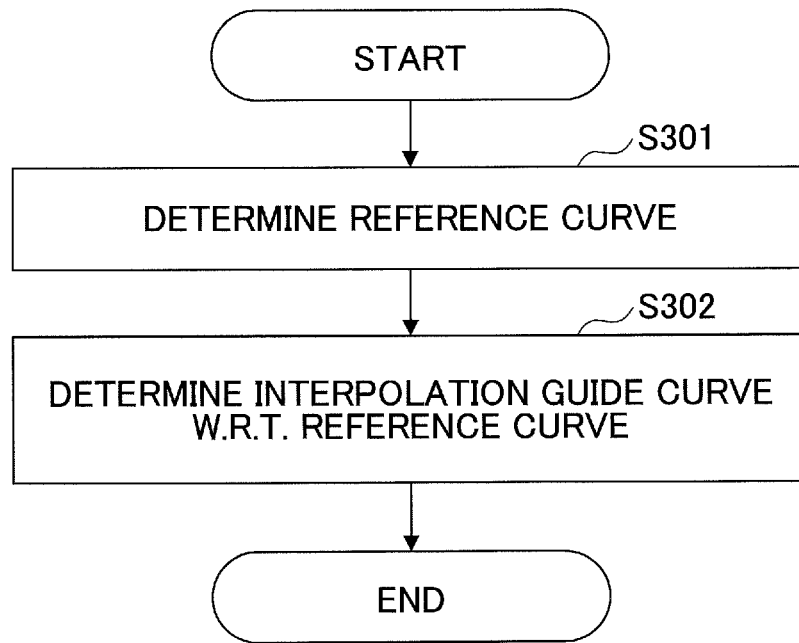 START
S301
DETERMINE REFERENCE CURVE
S302
DETERMINE INTERPOLATION GUIDE CURVE
W.R.T. REFERENCE CURVE
END